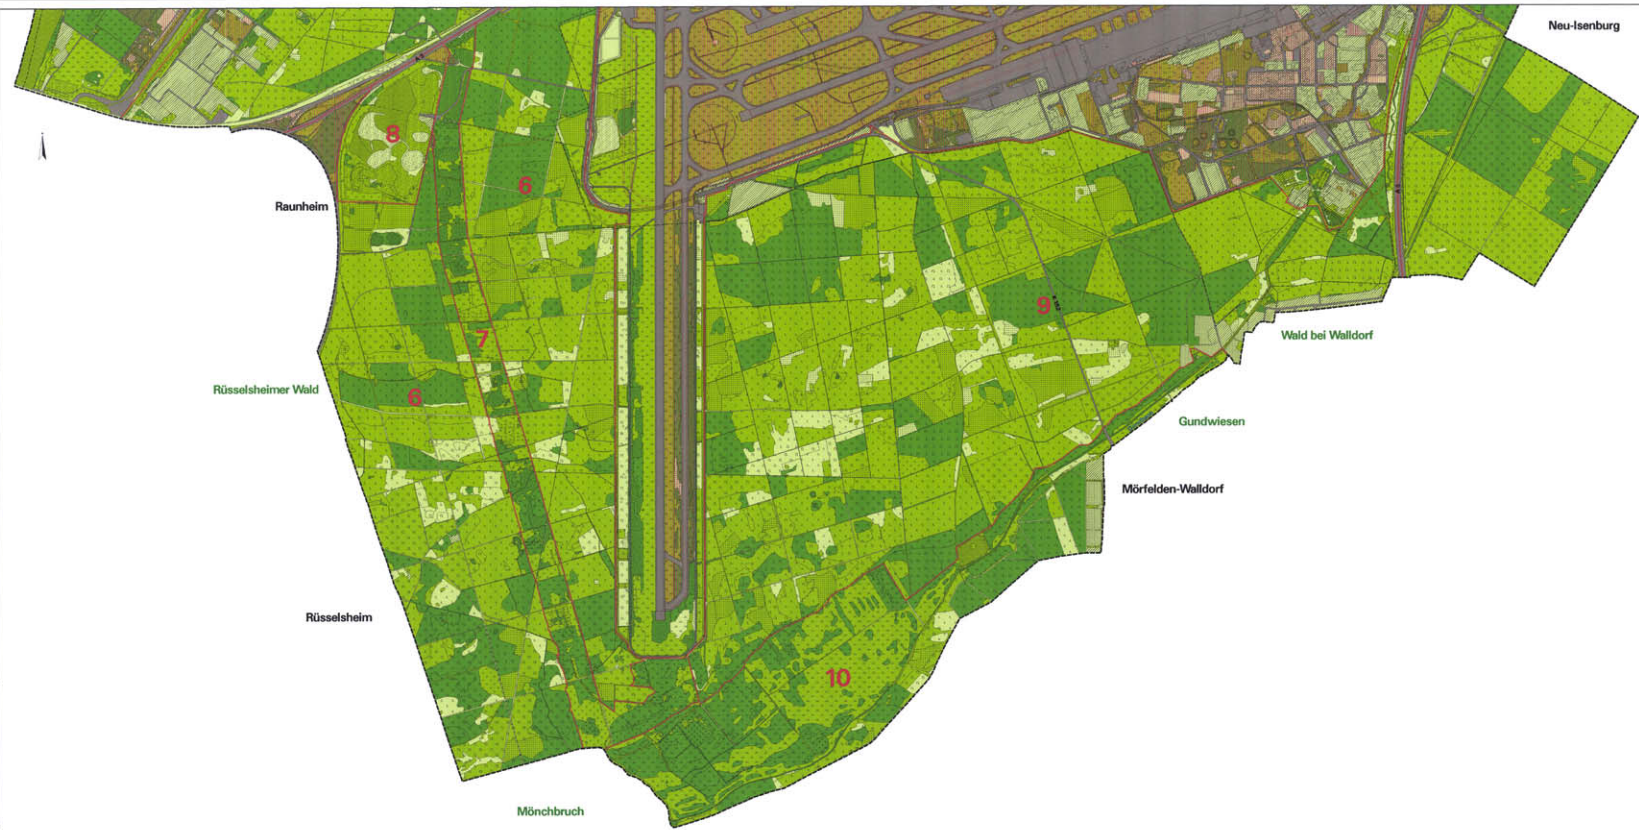 Neu-Isenburg
8
6
Raunheim
9
7
Wald bei Walldorf
Rüsselsheimer Wald
6
Gundwiesen
Mörfelden-Walldorf
Rüsselsheim
10
Mönchbruch